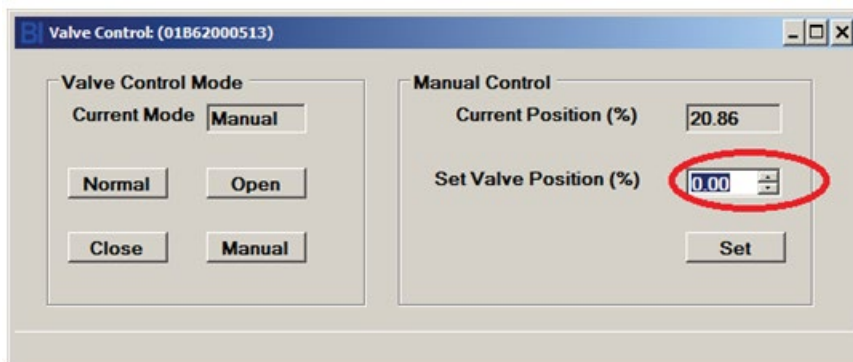 BI Valve Control: (01B62000513)
Valve Control Mode
Current Mode Manual
Normal Open
Close Manual
Manual Control
Current Position (%) 20.86
Set Valve Position (%) 0.00
Set